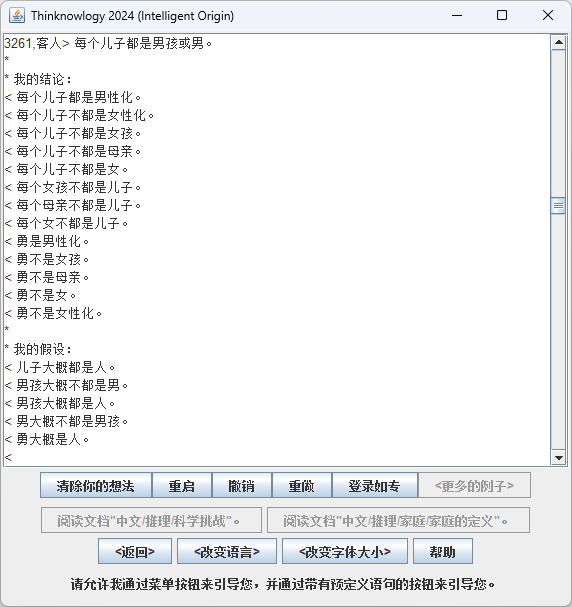 Thinknowlogy 2024 (Intelligent Origin)
3261,客人> 每个儿子都是男孩或男。
*
* 我的结论：
< 每个儿子都是男性化。
< 每个儿子不都是女性化。
< 每个儿子不都是女孩。
< 每个儿子不都是母亲。
< 每个儿子不都是女。
< 每个女孩不都是儿子。
< 每个母亲不都是儿子。
< 每个女不都是儿子。
< 勇是男性化。
< 勇不是女孩。
< 勇不是母亲。
< 勇不是女。
< 勇不是女性化。
*
* 我的假设：
< 儿子大概都是人。
< 男孩大概不都是男。
< 男孩大概都是人。
< 男大概不都是男孩。
< 勇大概是人。
<
清除你的想法 重启 撤销 重做 登录如专 <更多的例子>
阅读文档"中文/推理/科学挑战"。 阅读文档"中文/推理/家庭/家庭的定义"。
<返回> <改变语言> <改变字体大小> 帮助
请允许我通过菜单按钮来引导您，并通过带有预定义语句的按钮来引导您。